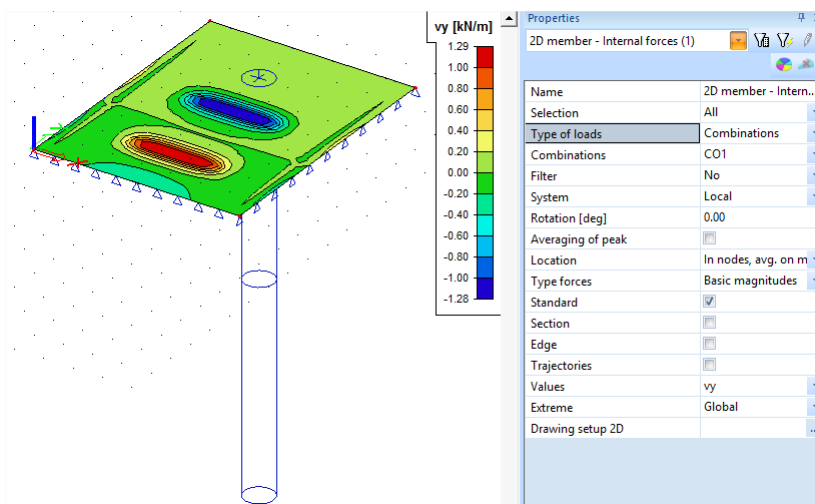 vy [kN/m]
1.29
1.00
0.80
0.60
0.40
0.20
0.00
-0.20
-0.40
-0.60
-0.80
-1.00
-1.28
Properties
2D member - Internal forces (1)
Name 2D member - Intern...
Selection All
Type of loads Combinations
Combinations CO1
Filter No
System Local
Rotation [deg] 0.00
Averaging of peak
Location In nodes, avg. on m
Type forces Basic magnitudes
Standard
Section
Edge
Trajectories
Values vy
Extreme Global
Drawing setup 2D ...